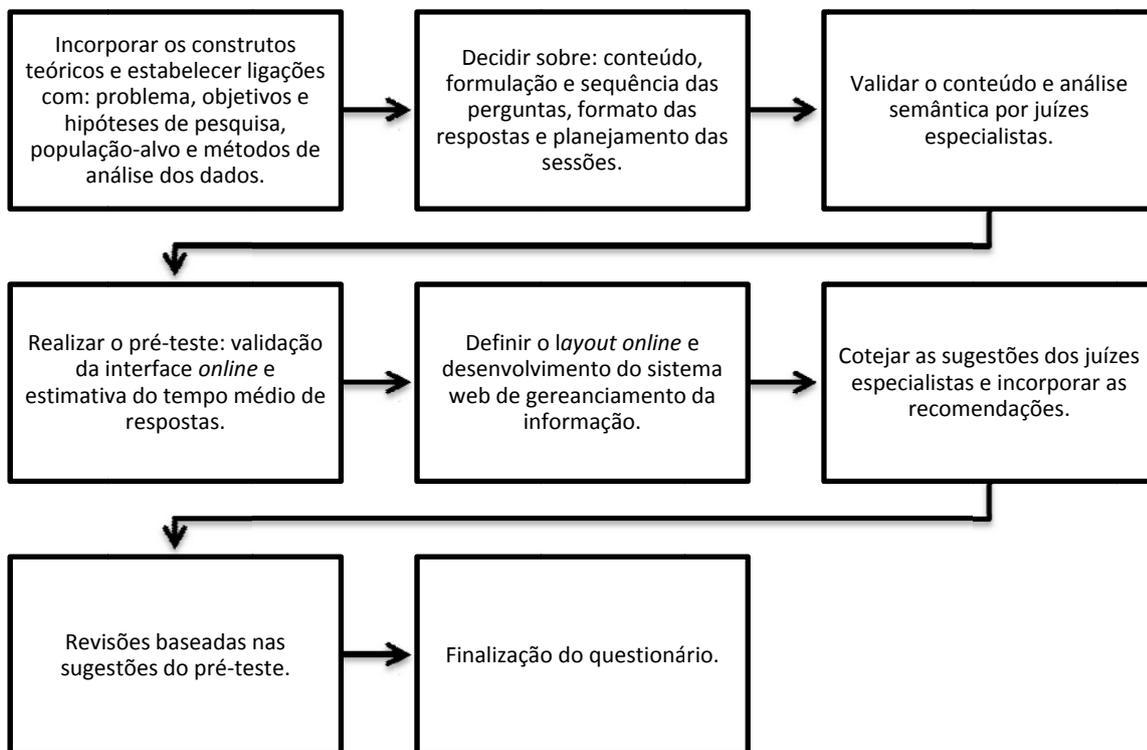 Incorporar os construtos
teóricos e estabelecer ligações
com: problema, objetivos e
hipóteses de pesquisa,
população-alvo e métodos de
análise dos dados.
Decidir sobre: conteúdo,
formulação e sequência das
perguntas, formato das
respostas e planejamento das
sessões.
Validar o conteúdo e análise
semântica por juízes
especialistas.
Realizar o pré-teste: validação
da interface online e
estimativa do tempo médio de
respostas.
Definir o layout online e
desenvolvimento do sistema
web de gereanciamento da
informação.
Cotejar as sugestões dos juízes
especialistas e incorporar as
recomendações.
Revisões baseadas nas
sugestões do pré-teste.
Finalização do questionário.